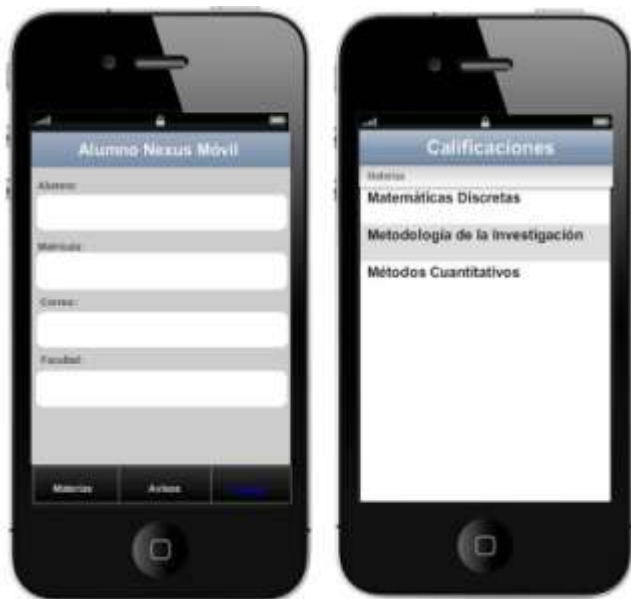 Alumno Nexus Móvil
Alumno:
Matrícula:
Correo:
Facultad:
Materias
Avisos
Calificaciones
Materias
Matemáticas Discretas
Metodología de la Investigación
Métodos Cuantitativos